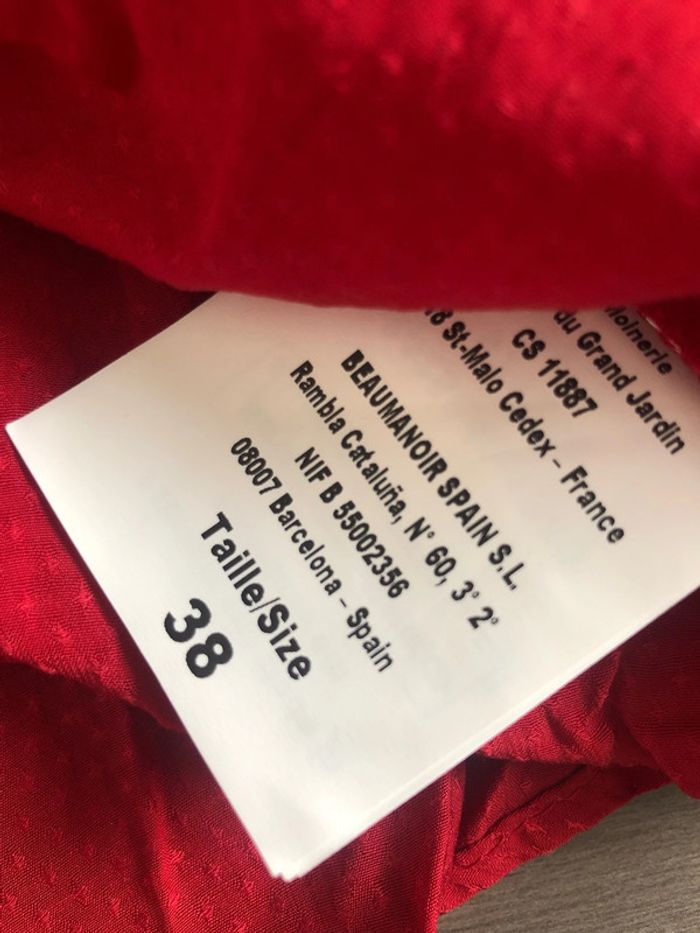 du Grand Jardin
CS 11887
St-Malo Cedex - France
BEAUMANOIR SPAIN S.L.
Rambla Cataluña, N° 60, 3° 2°
NIF B 55002356
08007 Barcelona - Spain
Taille/Size
38